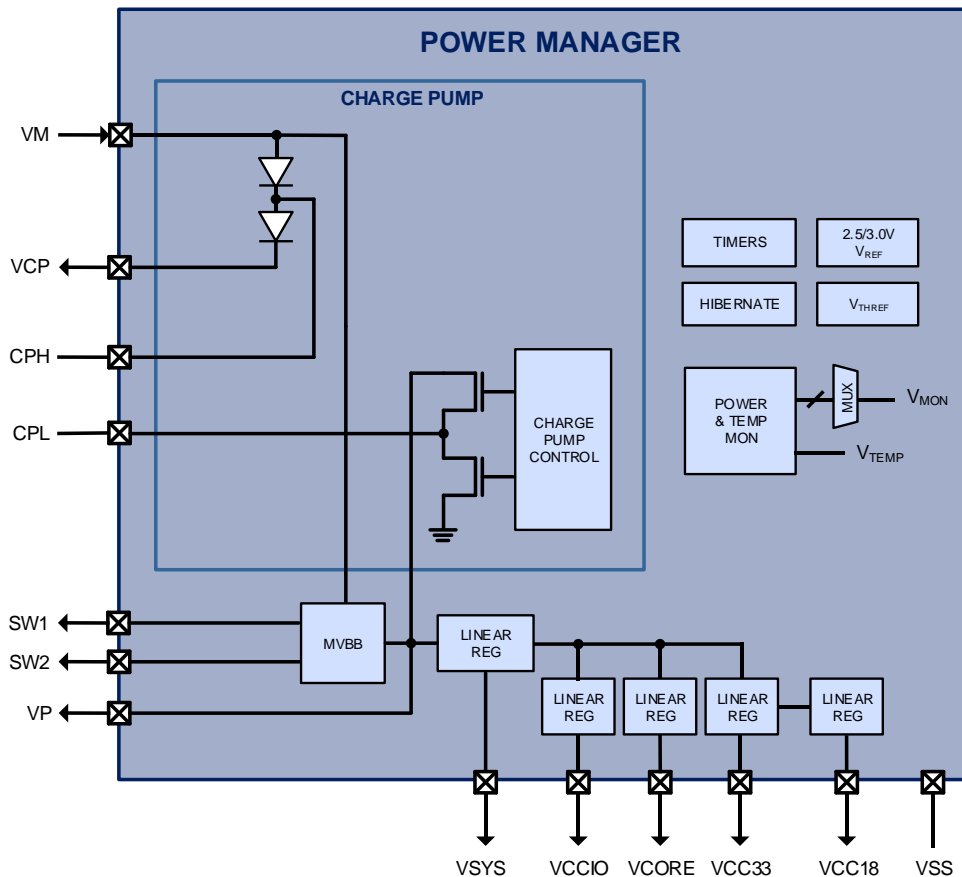 POWER MANAGER
CHARGE PUMP
VM
VCP
CPH
CPL
CHARGE
PUMP
CONTROL
TIMERS
2.5/3.0V
VREF
HIBERNATE
VTHREF
POWER
& TEMP
MON
MUX
VMON
VTEMP
SW1
SW2
VP
MVBB
LINEAR
REG
LINEAR
REG
LINEAR
REG
LINEAR
REG
LINEAR
REG
VSYS
VCCIO
VCORE
VCC33
VCC18
VSS